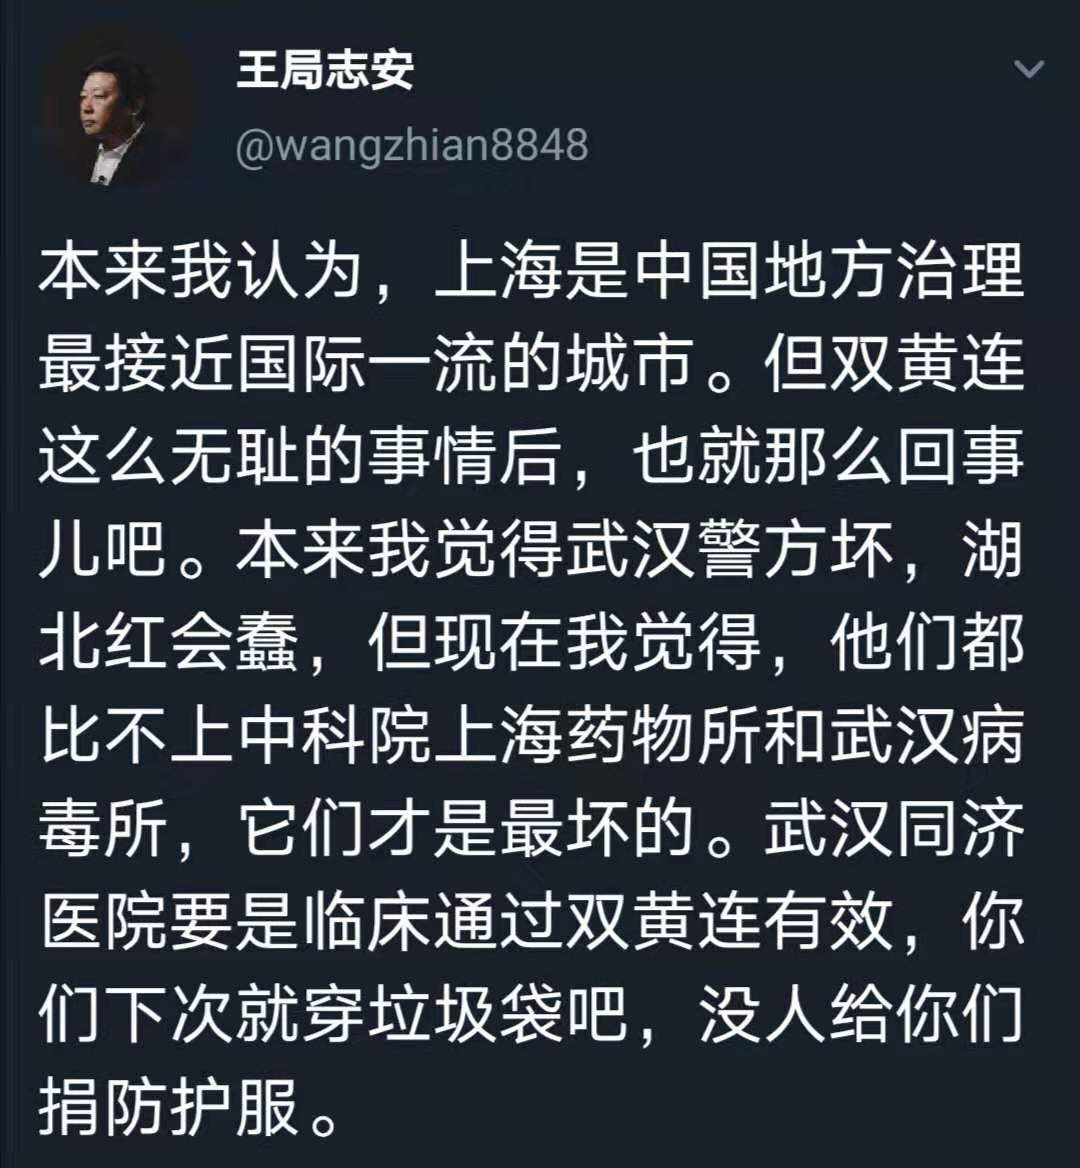 王局志安
@wangzhian8848
本来我认为，上海是中国地方治理
最接近国际一流的城市。但双黄连
这么无耻的事情后，也就那么回事
儿吧。本来我觉得武汉警方坏，湖
北红会蠢，但现在我觉得，他们都
比不上中科院上海药物所和武汉病
毒所，它们才是最坏的。武汉同济
医院要是临床通过双黄连有效，你
们下次就穿垃圾袋吧，没人给你们
捐防护服。